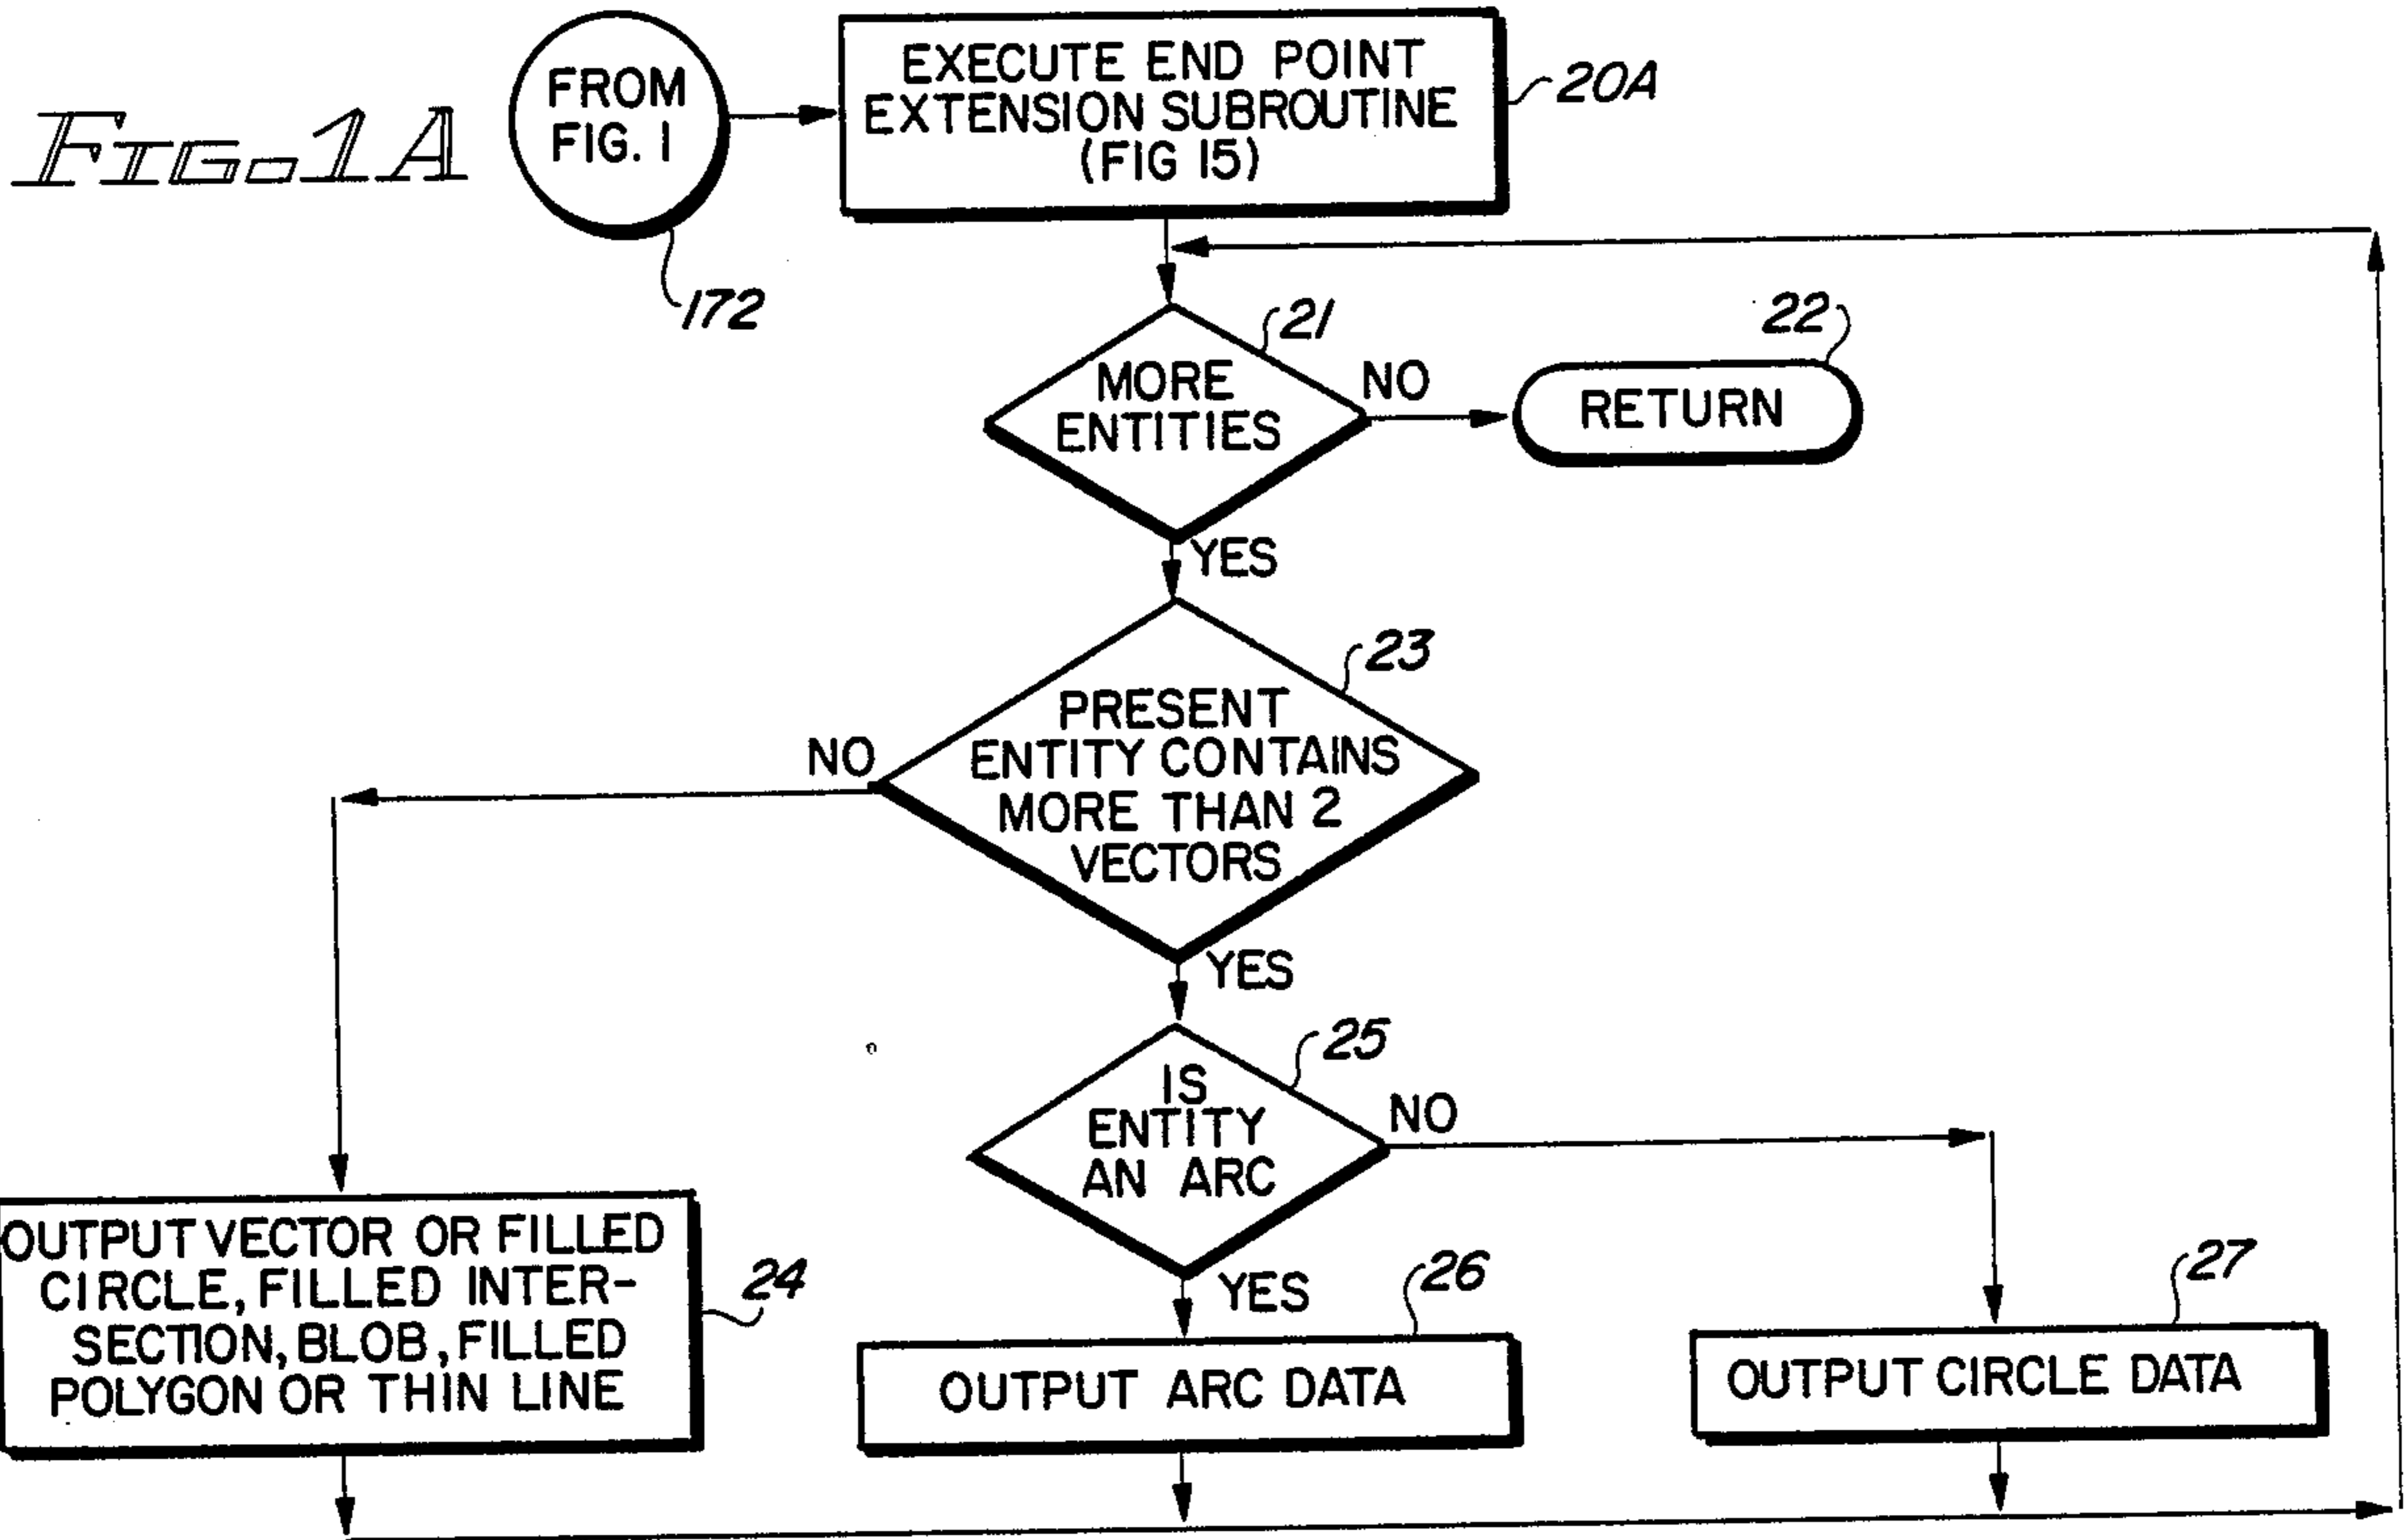 FIG. 1A
FROM
FIG. 1
172
EXECUTE END POINT
EXTENSION SUBROUTINE
(FIG 15)
20A
MORE
ENTITIES
21
NO
RETURN
22
YES
PRESENT
ENTITY CONTAINS
MORE THAN 2
VECTORS
23
NO
YES
IS
ENTITY
AN ARC
25
NO
YES
OUTPUT VECTOR OR FILLED
CIRCLE, FILLED INTER-
SECTION, BLOB, FILLED
POLYGON OR THIN LINE
24
OUTPUT ARC DATA
26
OUTPUT CIRCLE DATA
27